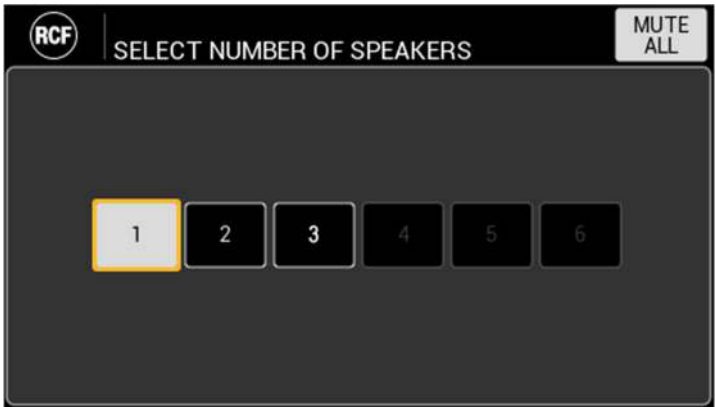 RCF
SELECT NUMBER OF SPEAKERS
MUTE
ALL
1 2 3 4 5 6